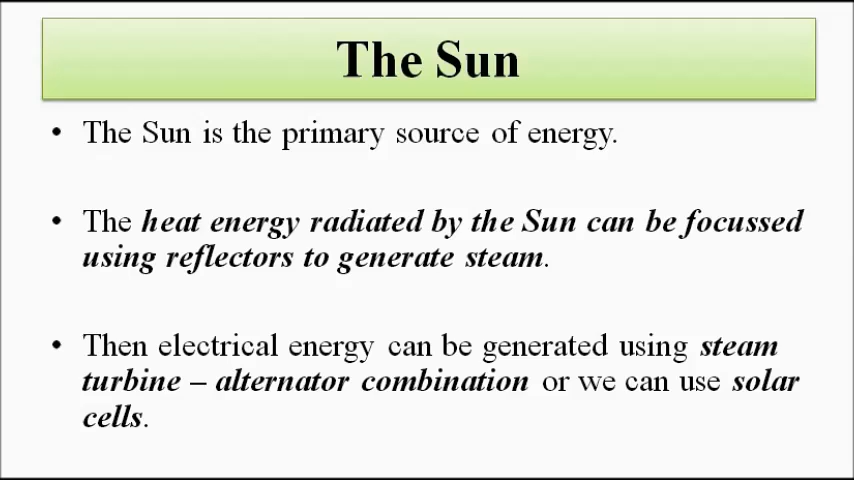 The Sun
• The Sun is the primary source of energy.
• The heat energy radiated by the Sun can be focussed
using reflectors to generate steam.
• Then electrical energy can be generated using steam
turbine – alternator combination or we can use solar
cells.